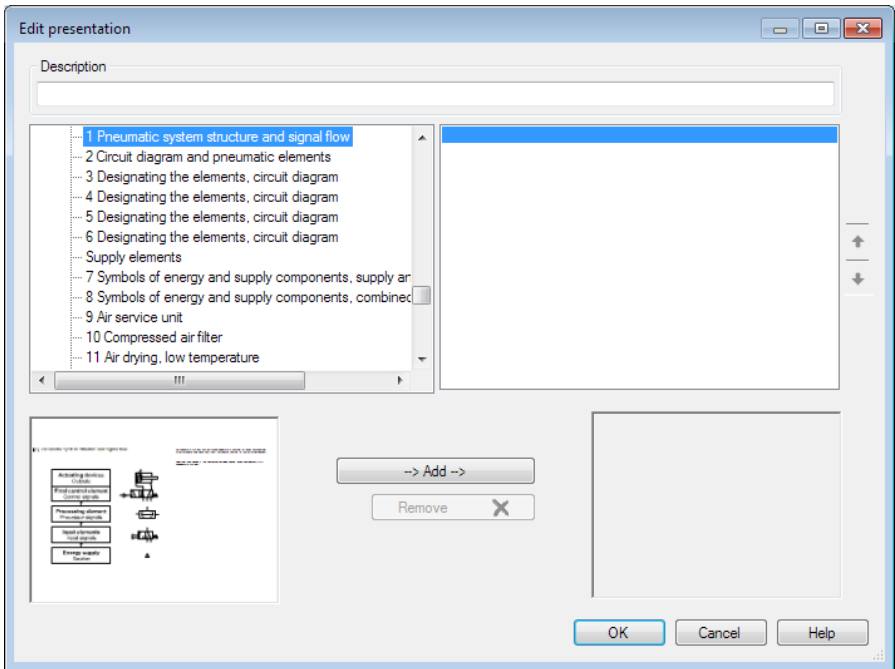 Edit presentation
Description
1 Pneumatic system structure and signal flow
2 Circuit diagram and pneumatic elements
3 Designating the elements, circuit diagram
4 Designating the elements, circuit diagram
5 Designating the elements, circuit diagram
6 Designating the elements, circuit diagram
Supply elements
7 Symbols of energy and supply components, supply an
8 Symbols of energy and supply components, combined
9 Air service unit
10 Compressed air filter
11 Air drying, low temperature
Actuating devices
Outputs
Final control element
Control signals
Processing element
Processor signals
Input elements
Input signals
Energy supply
Source
--> Add -->
Remove
OK
Cancel
Help